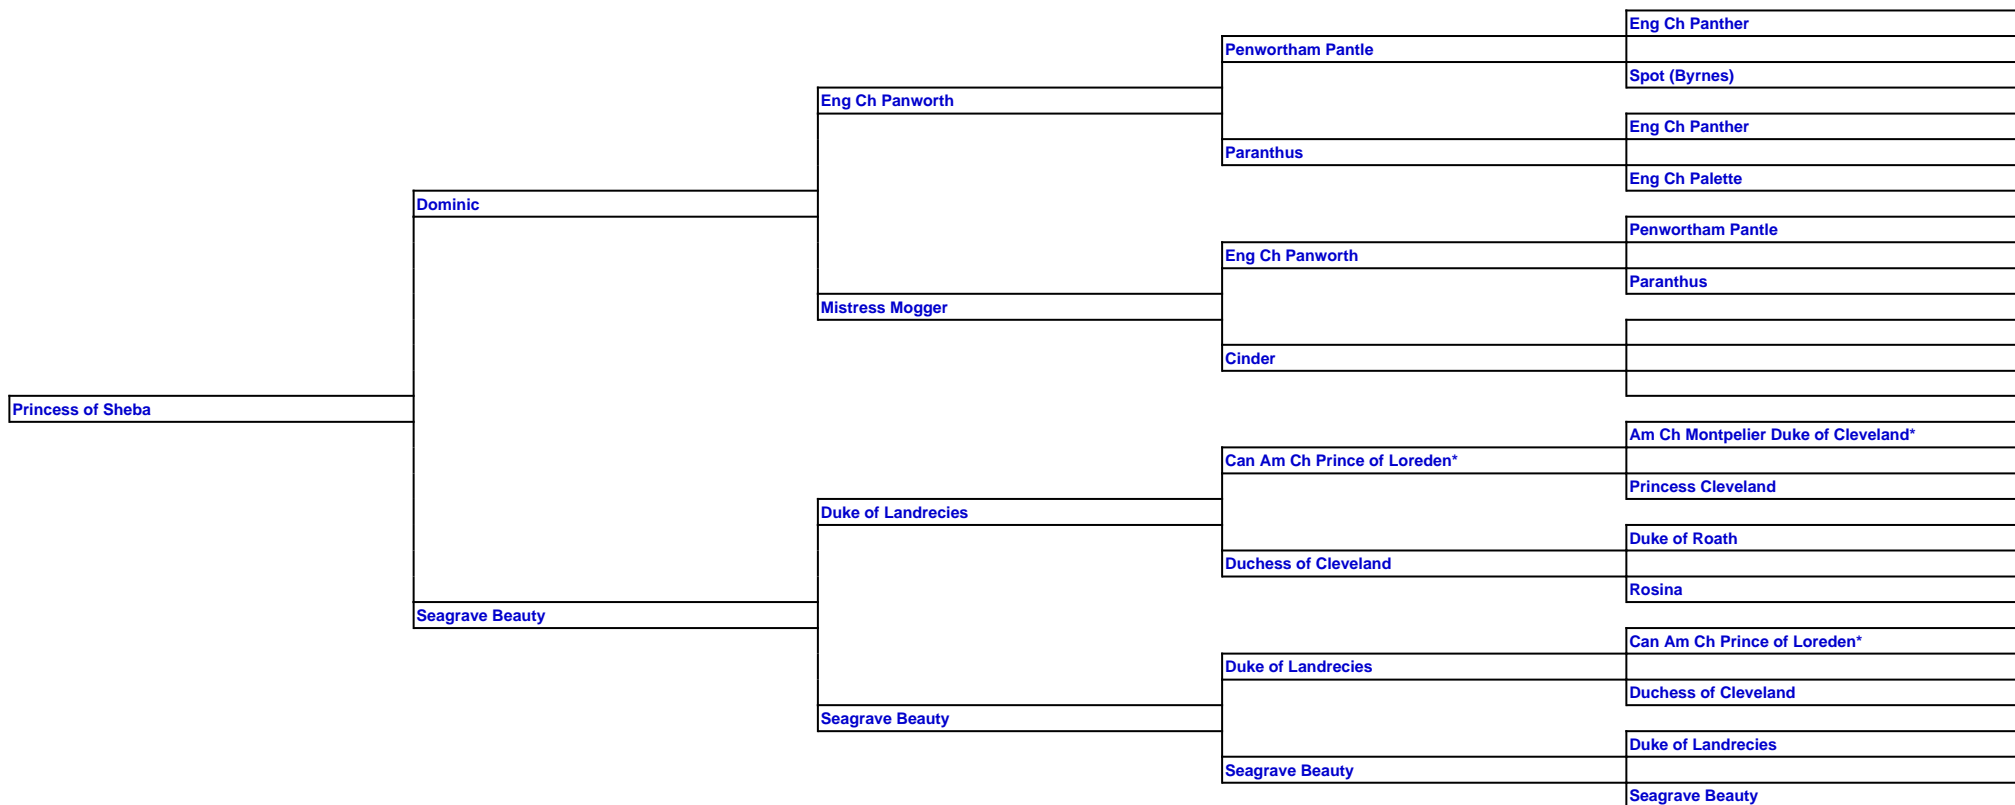 Eng Ch Panther
Penwortham Pantle
Spot (Byrnes)
Eng Ch Panworth
Eng Ch Panther
Paranthus
Eng Ch Palette
Dominic
Penwortham Pantle
Eng Ch Panworth
Paranthus
Mistress Mogger
Cinder
Princess of Sheba
Am Ch Montpelier Duke of Cleveland*
Can Am Ch Prince of Loreden*
Princess Cleveland
Duke of Landrecies
Duke of Roath
Duchess of Cleveland
Rosina
Seagrave Beauty
Can Am Ch Prince of Loreden*
Duke of Landrecies
Duchess of Cleveland
Seagrave Beauty
Duke of Landrecies
Seagrave Beauty
Seagrave Beauty